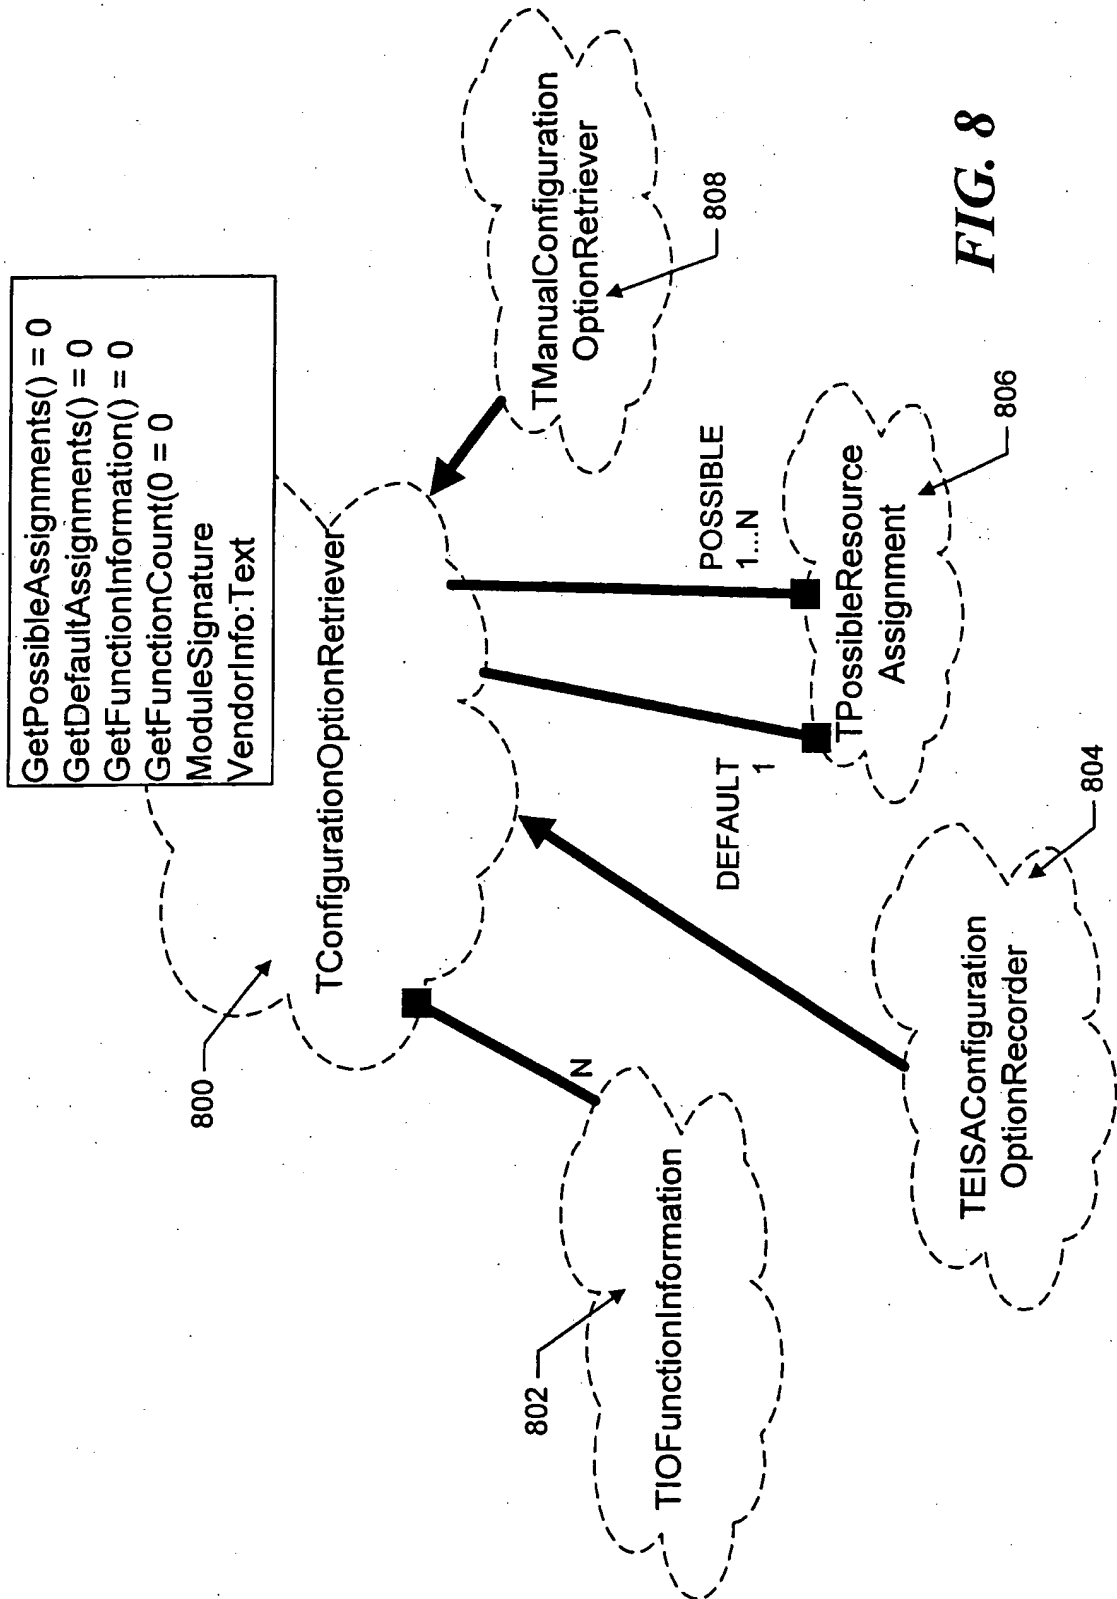 GetPossibleAssignments() = 0
GetDefaultAssignments() = 0
GetFunctionInformation() = 0
GetFunctionCount(0 = 0
ModuleSignature
VendorInfo:Text
800
TConfigurationOptionRetriever
N
DEFAULT
1
POSSIBLE
1...N
802
TIOFunctionInformation
TEISAConfiguration
OptionRecorder
804
TPossibleResource
Assignment
806
TManualConfiguration
OptionRetriever
808
FIG. 8